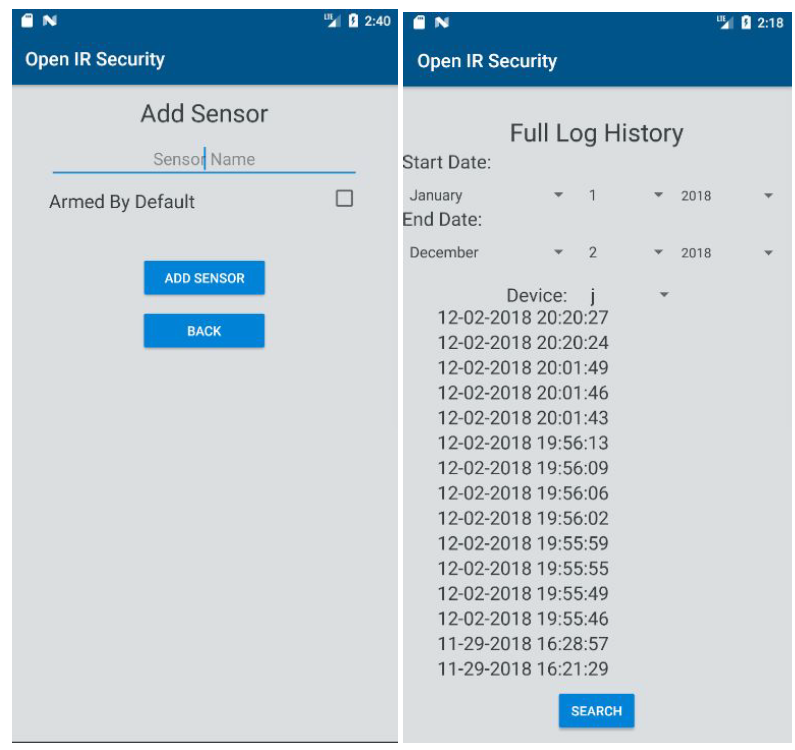 2:40
Open IR Security
Add Sensor
Sensor Name
Armed By Default
ADD SENSOR
BACK
2:18
Open IR Security
Full Log History
Start Date:
January 1 2018
End Date:
December 2 2018
Device: j
12-02-2018 20:20:27
12-02-2018 20:20:24
12-02-2018 20:01:49
12-02-2018 20:01:46
12-02-2018 20:01:43
12-02-2018 19:56:13
12-02-2018 19:56:09
12-02-2018 19:56:06
12-02-2018 19:56:02
12-02-2018 19:55:59
12-02-2018 19:55:55
12-02-2018 19:55:49
12-02-2018 19:55:46
11-29-2018 16:28:57
11-29-2018 16:21:29
SEARCH